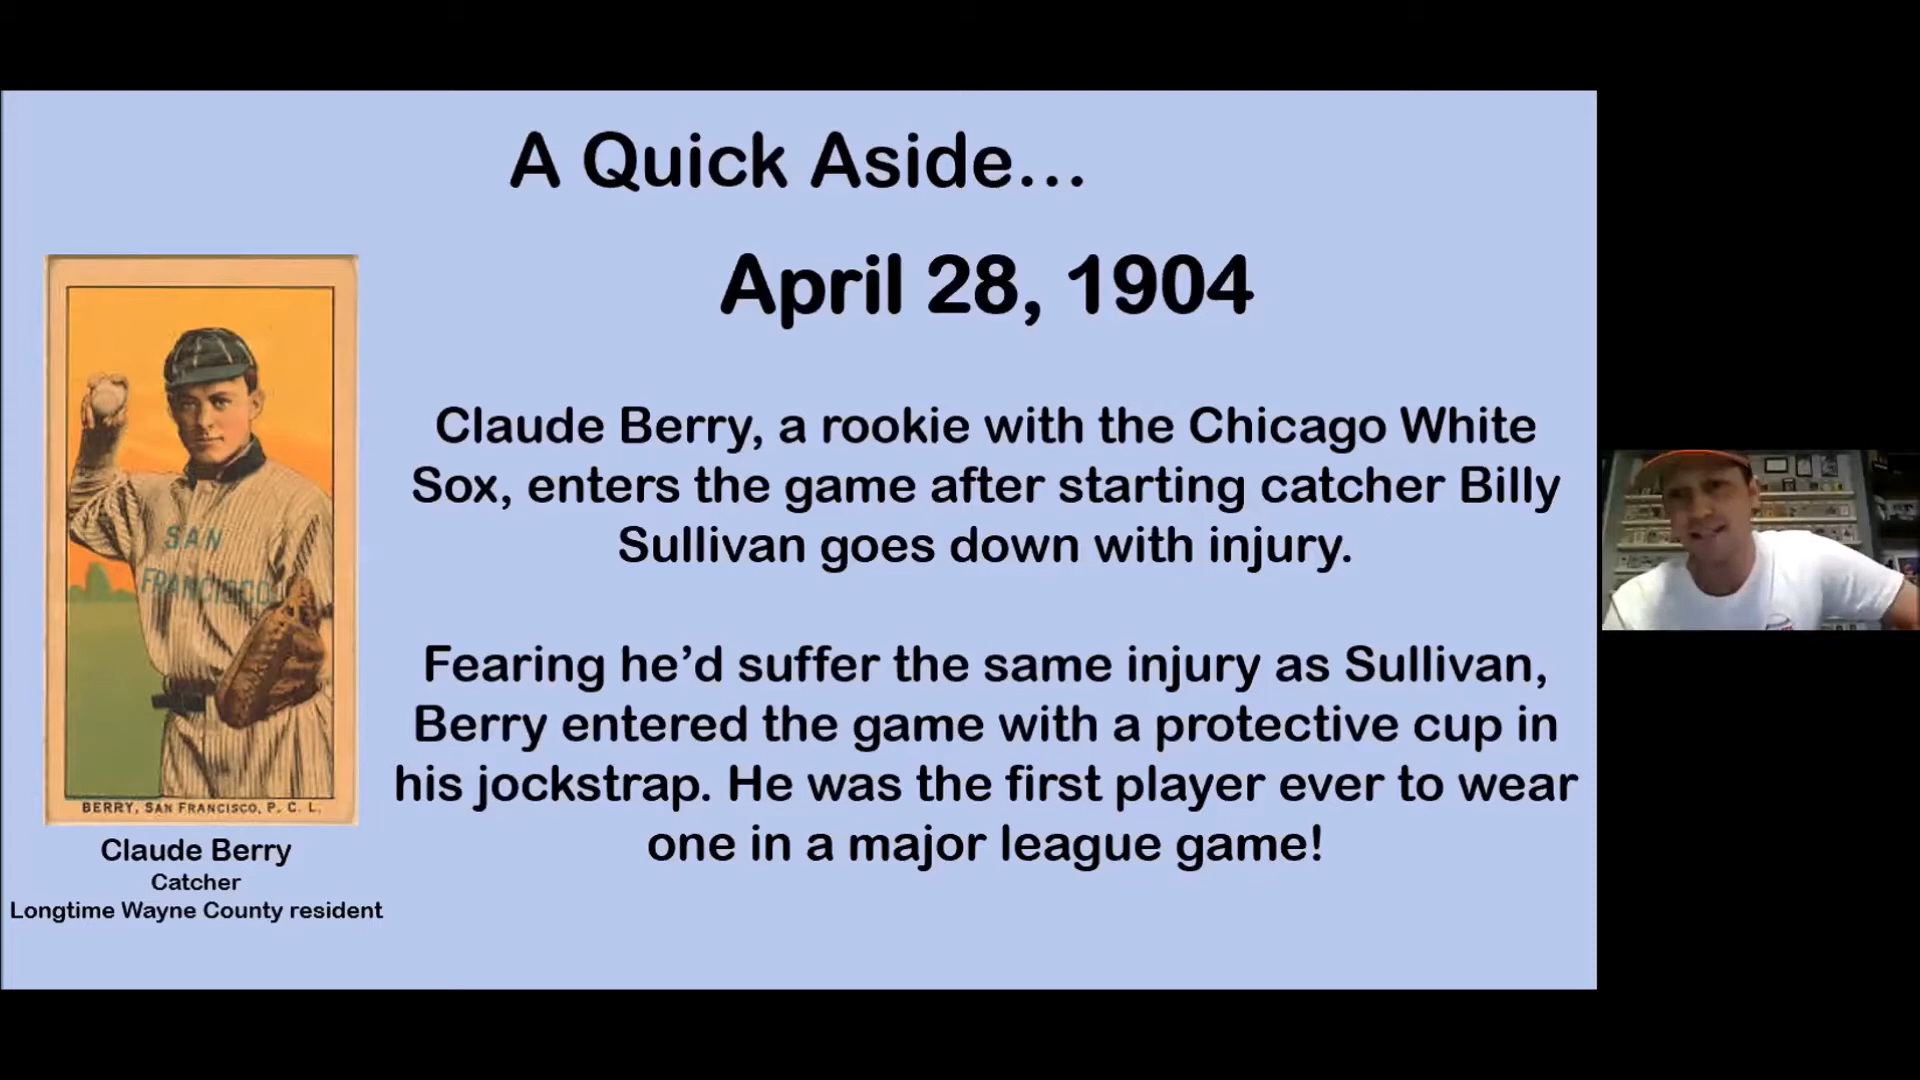 A Quick Aside...
April 28, 1904
Claude Berry, a rookie with the Chicago White
Sox, enters the game after starting catcher Billy
Sullivan goes down with injury.
Fearing he’d suffer the same injury as Sullivan,
Berry entered the game with a protective cup in
his jockstrap. He was the first player ever to wear
one in a major league game!
SAN
FRANCISCO
BERRY, SAN FRANCISCO, P. C. L.
Claude Berry
Catcher
Longtime Wayne County resident